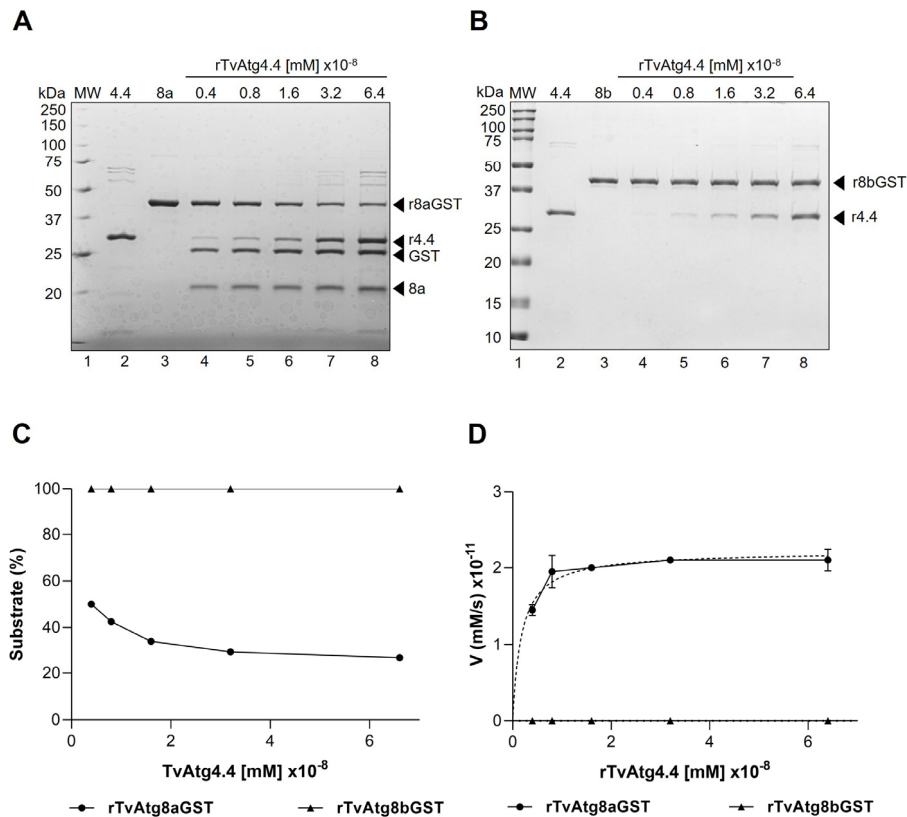 A
rTvAtg4.4 [mM] x10-8
kDa MW 4.4 8a 0.4 0.8 1.6 3.2 6.4
250
150
100
75
50
37
25
20
r8aGST
r4.4
GST
8a
1 2 3 4 5 6 7 8
B
rTvAtg4.4 [mM] x10-8
kDa MW 4.4 8b 0.4 0.8 1.6 3.2 6.4
250
100
75
50
37
25
20
15
10
r8bGST
r4.4
1 2 3 4 5 6 7 8
C
Substrate (%)
100
80
60
40
20
0
0 2 4 6
TvAtg4.4 [mM] x10-8
rTvAtg8aGST rTvAtg8bGST
D
V (mM/s) x10-11
3
2
1
0
0 2 4 6
rTvAtg4.4 [mM] x10-8
rTvAtg8aGST rTvAtg8bGST